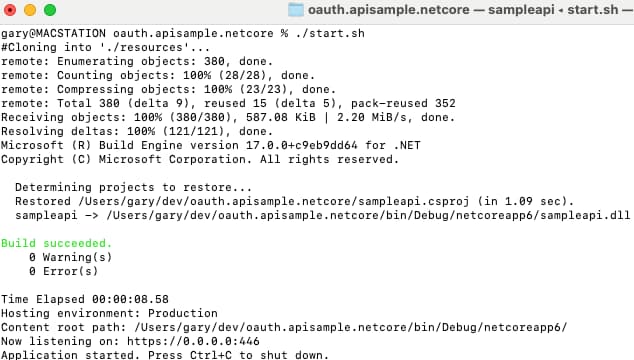 oauth.apisample.netcore — sampleapi ◂ start.sh —
gary@MACSTATION oauth.apisample.netcore % ./start.sh
#Cloning into './resources'...
remote: Enumerating objects: 380, done.
remote: Counting objects: 100% (28/28), done.
remote: Compressing objects: 100% (23/23), done.
remote: Total 380 (delta 9), reused 15 (delta 5), pack-reused 352
Receiving objects: 100% (380/380), 587.08 KiB | 2.20 MiB/s, done.
Resolving deltas: 100% (121/121), done.
Microsoft (R) Build Engine version 17.0.0+c9eb9dd64 for .NET
Copyright (C) Microsoft Corporation. All rights reserved.
Determining projects to restore...
Restored /Users/gary/dev/oauth.apisample.netcore/sampleapi.csproj (in 1.09 sec).
sampleapi -> /Users/gary/dev/oauth.apisample.netcore/bin/Debug/netcoreapp6/sampleapi.dll
Build succeeded.
0 Warning(s)
0 Error(s)
Time Elapsed 00:00:08.58
Hosting environment: Production
Content root path: /Users/gary/dev/oauth.apisample.netcore/bin/Debug/netcoreapp6/
Now listening on: https://0.0.0.0:446
Application started. Press Ctrl+C to shut down.